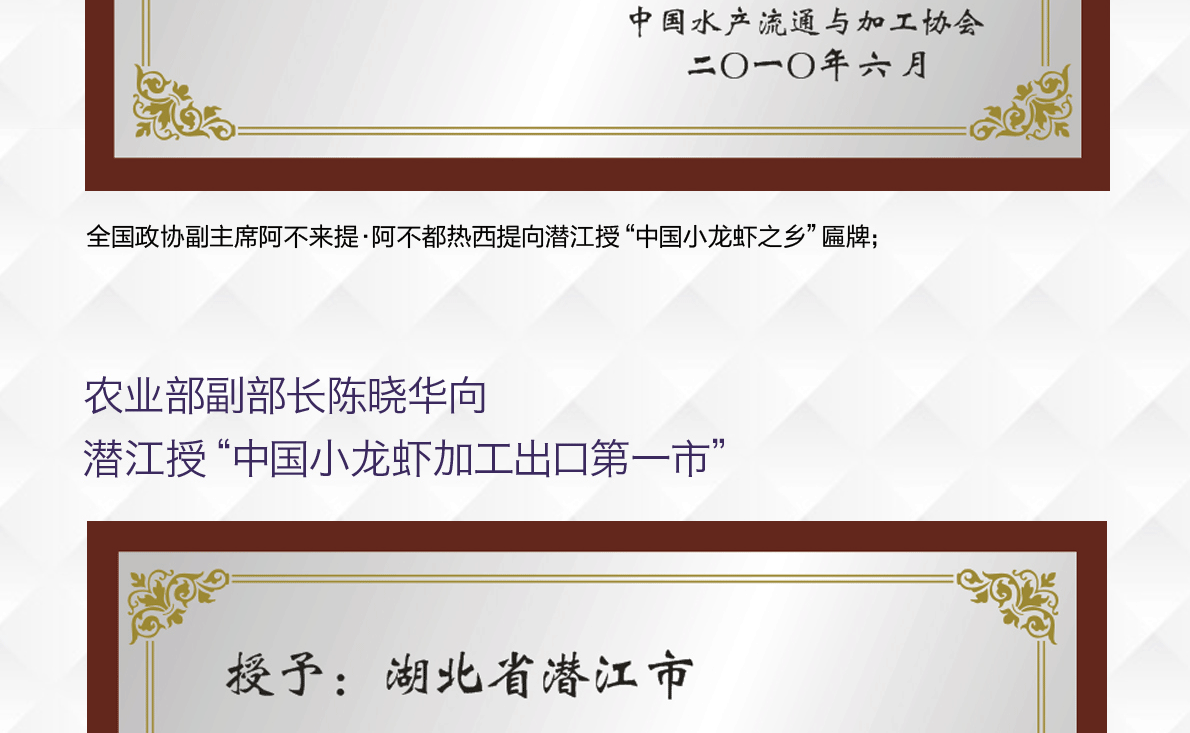 中国水产流通与加工协会
二〇一〇年六月
全国政协副主席阿不来提·阿不都热西提向潜江授“中国小龙虾之乡”匾牌；
农业部副部长陈晓华向
潜江授“中国小龙虾加工出口第一市”
授予：湖北省潜江市